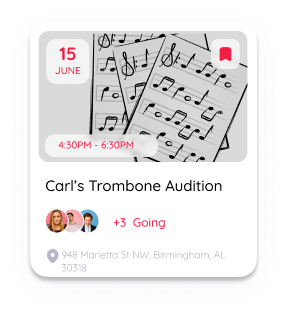 15
JUNE
4:30PM - 6:30PM
Carl's Trombone Audition
+3 Going
948 Marietta St NW, Birmingham, AL
30318